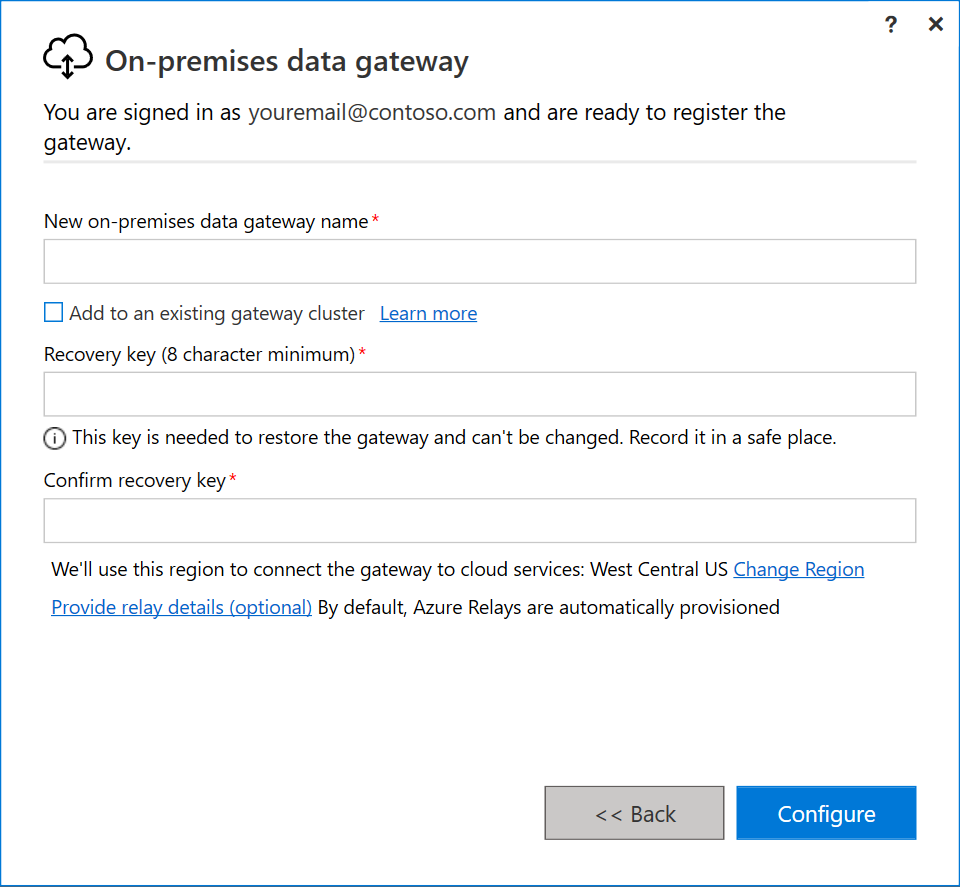 ? ×
On-premises data gateway
You are signed in as youremail@contoso.com and are ready to register the
gateway.
New on-premises data gateway name*
Add to an existing gateway cluster Learn more
Recovery key (8 character minimum)*
This key is needed to restore the gateway and can't be changed. Record it in a safe place.
Confirm recovery key*
We'll use this region to connect the gateway to cloud services: West Central US Change Region
Provide relay details (optional) By default, Azure Relays are automatically provisioned
<< Back Configure